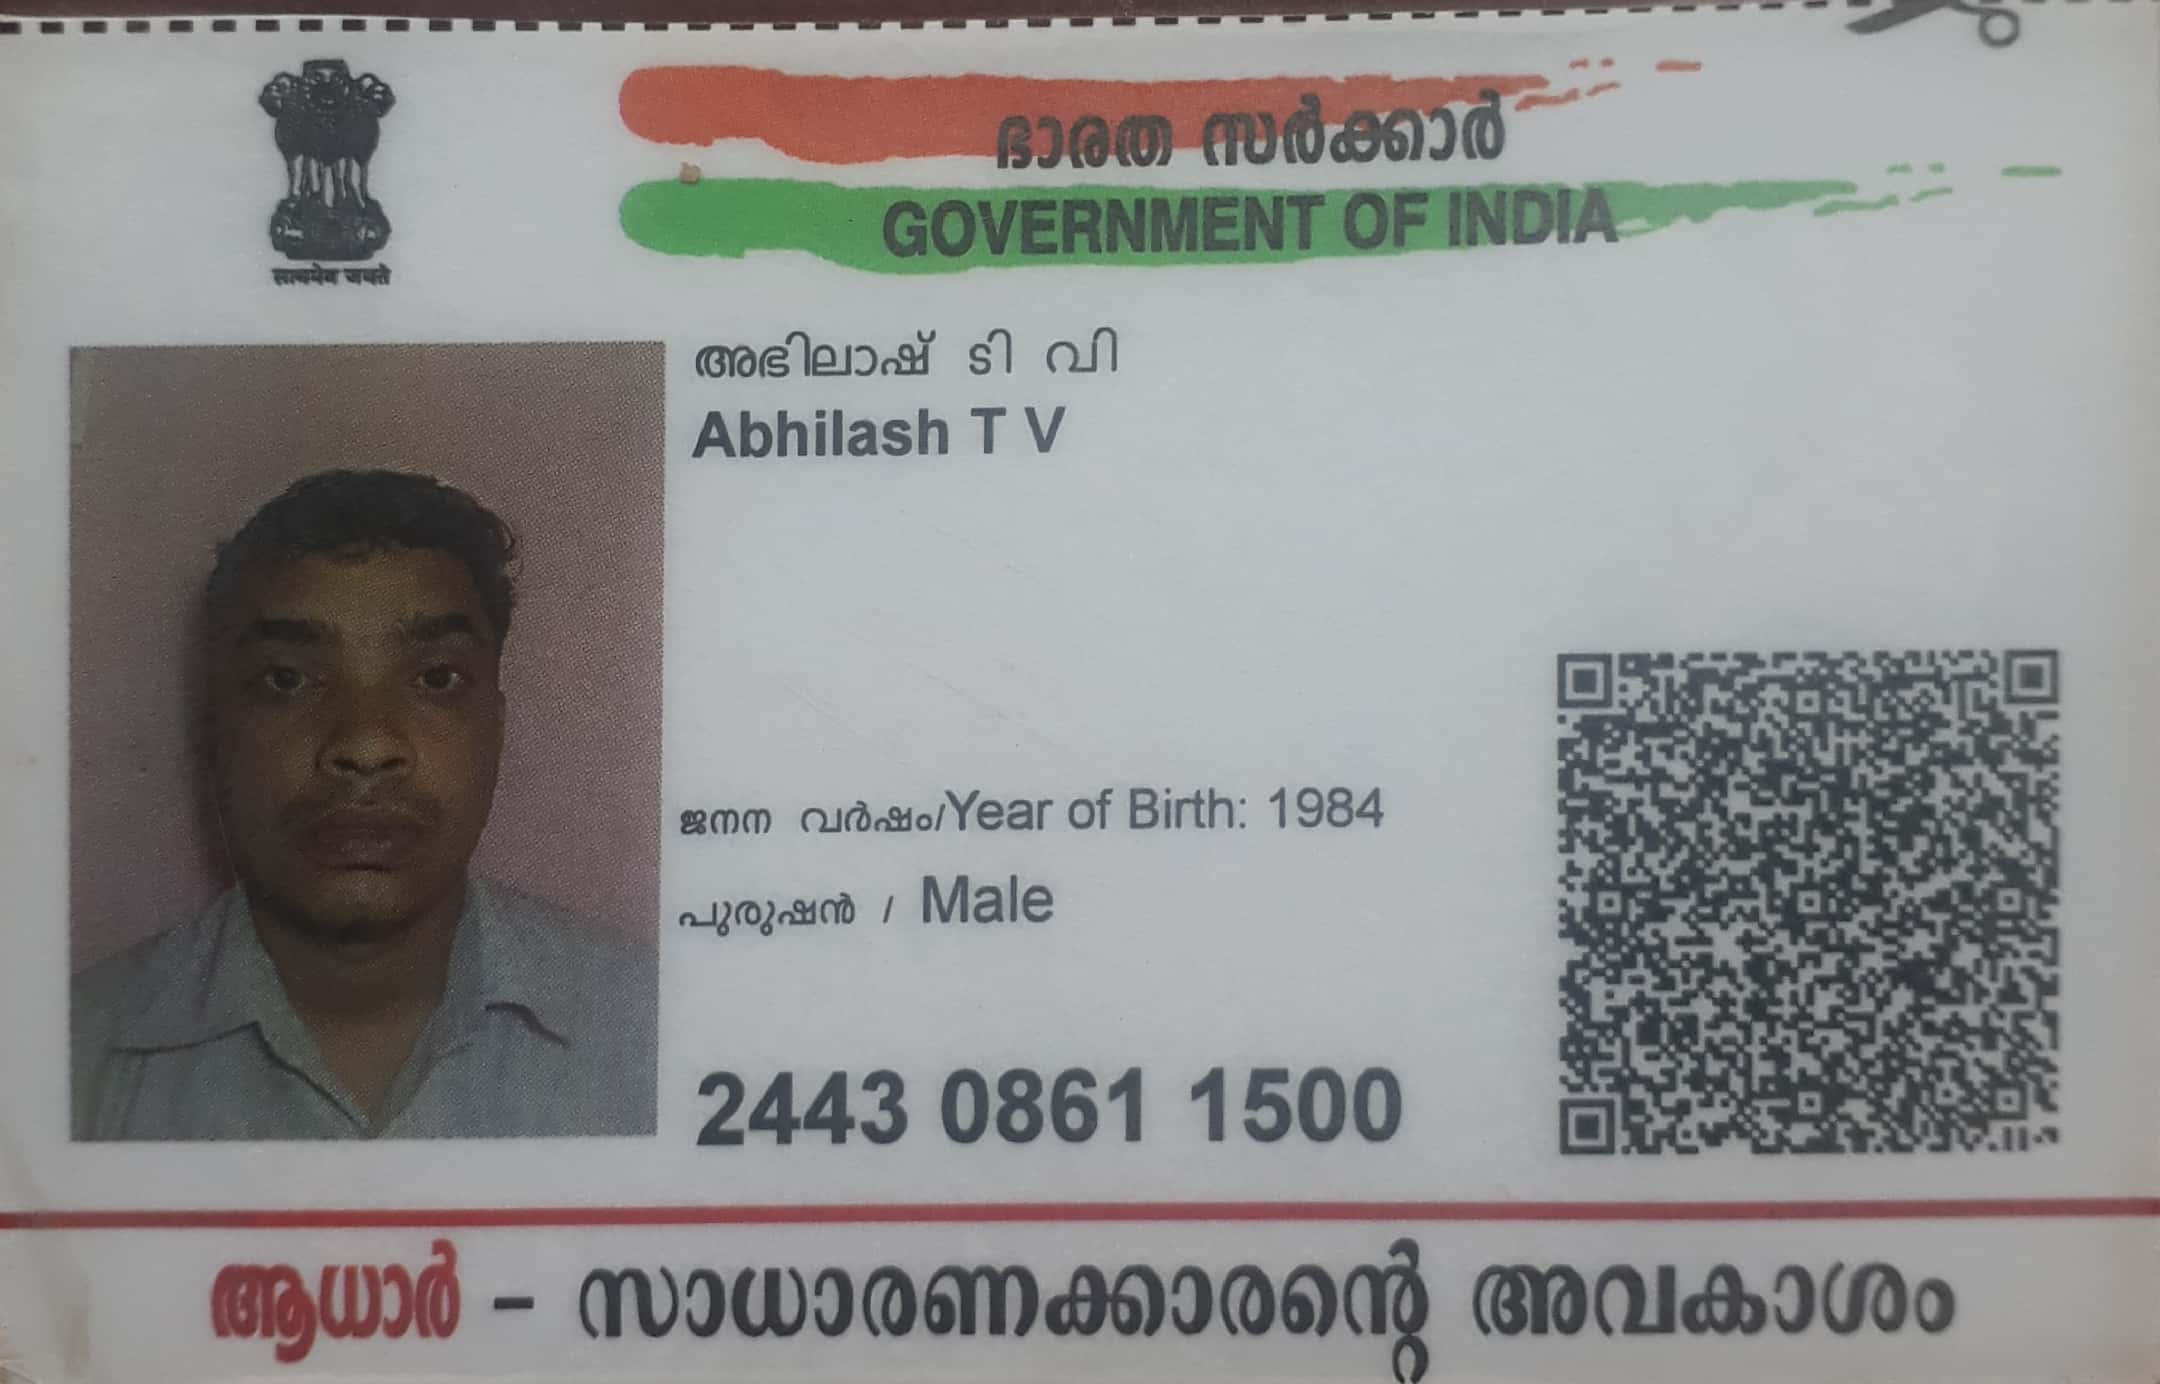 सत्यमेव जयते
ഭാരത സർക്കാർ
GOVERNMENT OF INDIA
അഭിലാഷ് ടി വി
Abhilash T V
ജനന വർഷം/Year of Birth: 1984
പുരുഷൻ / Male
2443 0861 1500
ആധാർ - സാധാരണക്കാരന്റെ അവകാശം